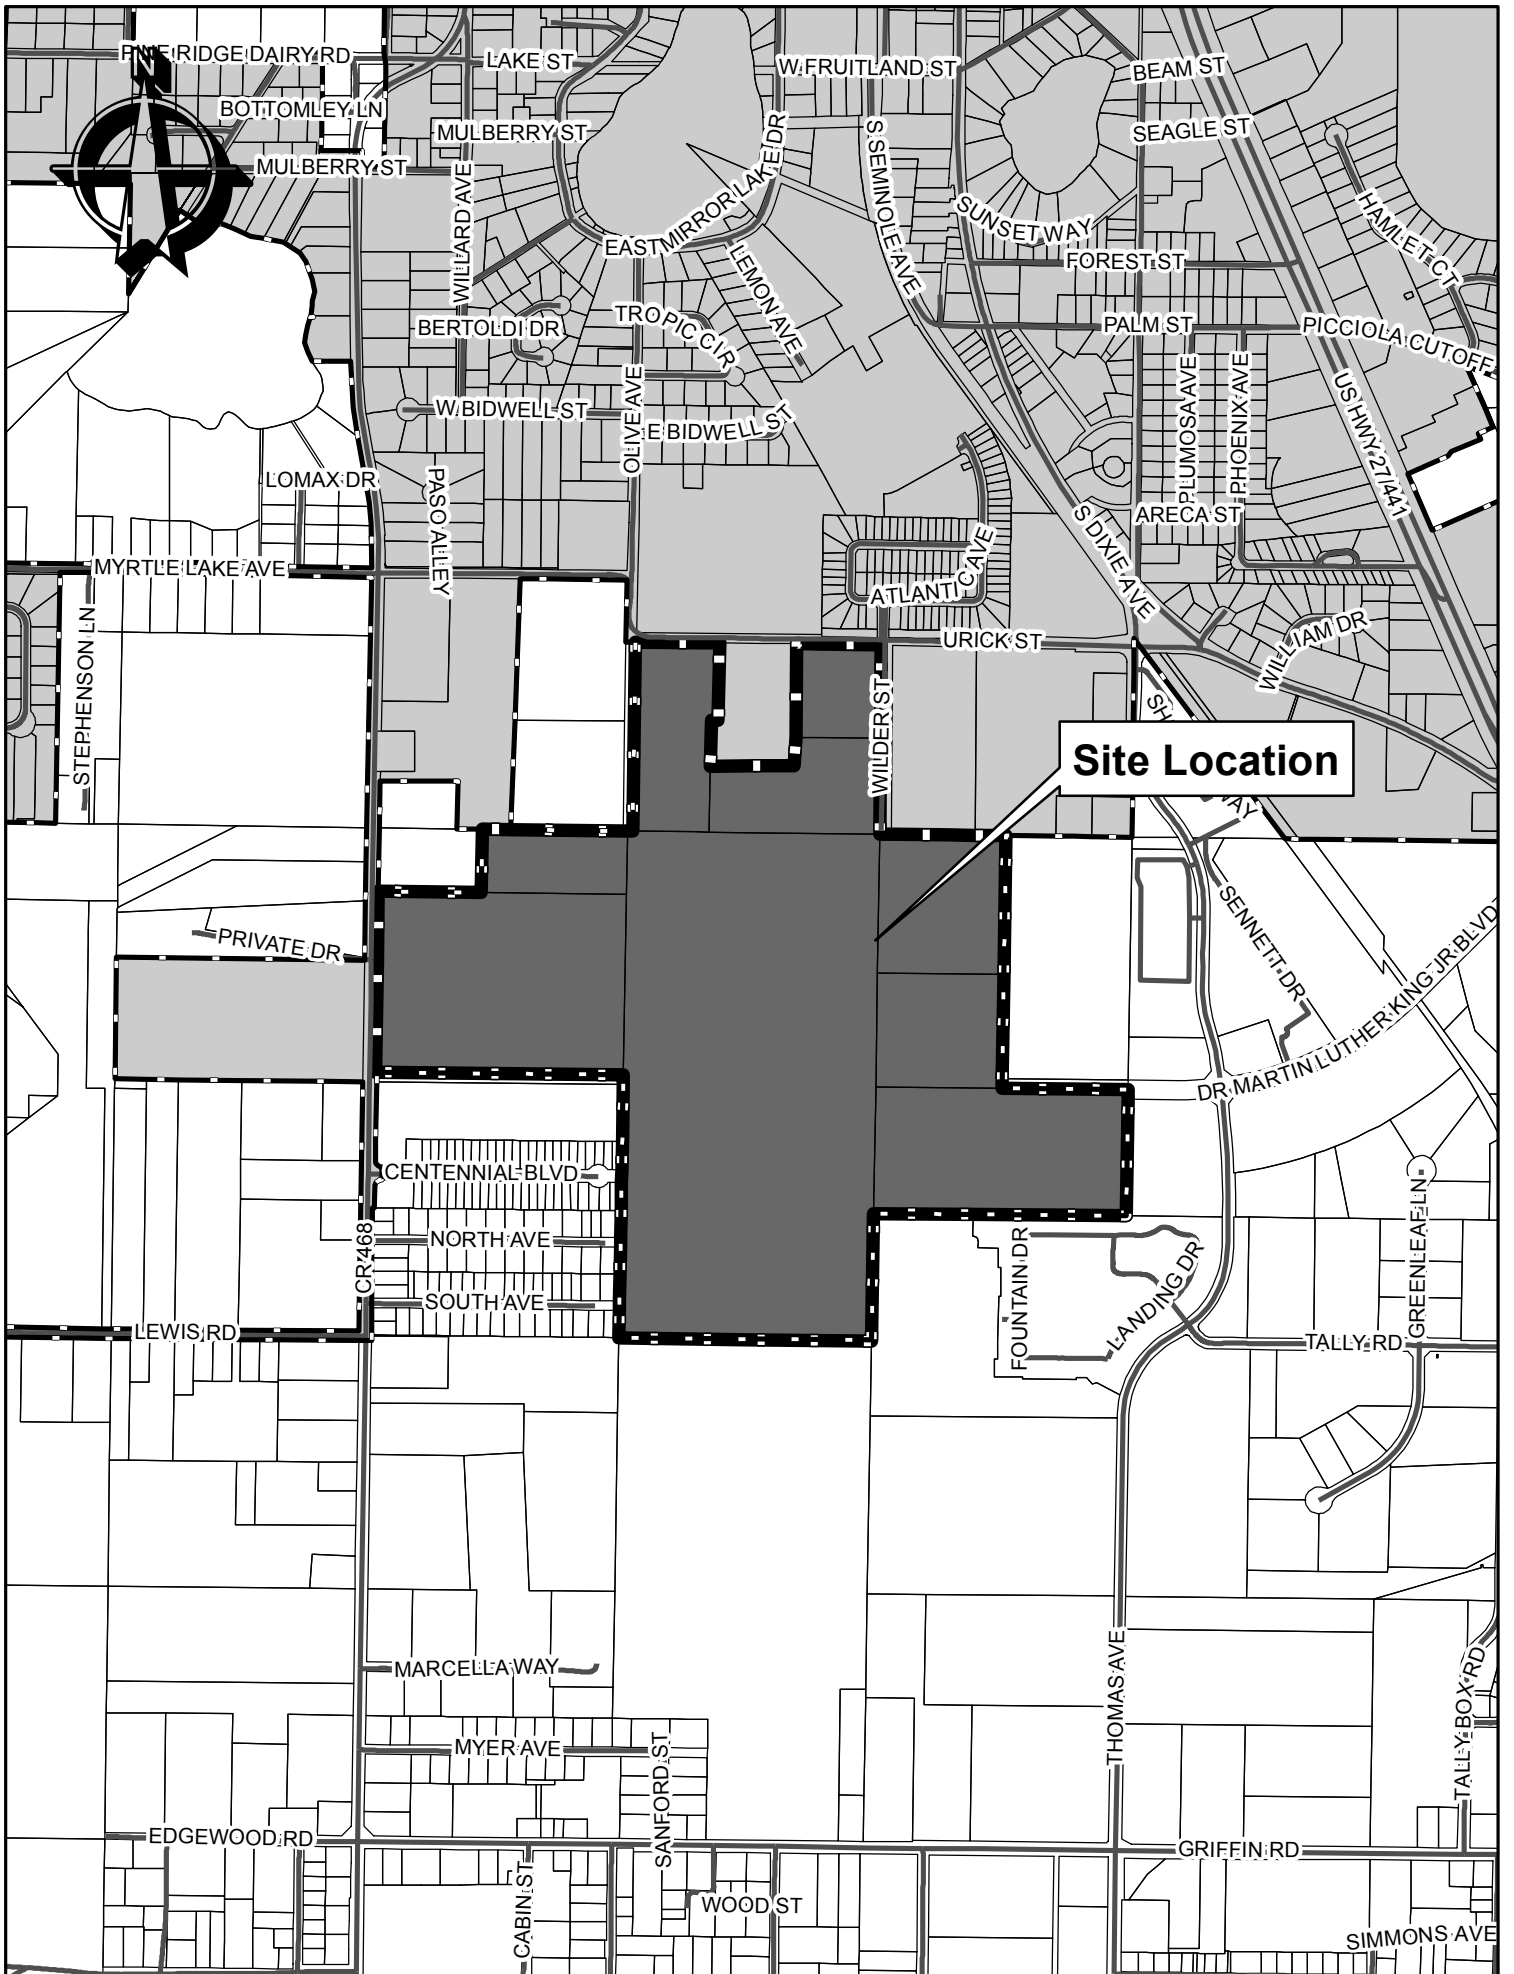 PINE RIDGE DAIRY RD
LAKE ST
W FRUITLAND ST
BEAM ST
N
BOTTOMLEY LN
MULBERRY ST
SEAGLE ST
MULBERRY ST
WILLARD AVE
EAST MIRROR LAKE DR
S SEMINOLE AVE
SUNSET WAY
HAMLET CT
FOREST ST
LEMON AVE
BERTOLDI DR
TROPIC CIR
PALM ST
PICCIOLA CUTOFF
W BIDWELL ST
OLIVE AVE
E BIDWELL ST
PLUMOSA AVE
PHOENIX AVE
US HWY 27/441
LOMAX DR
PASO ALLEY
ARECA ST
S DIXIE AVE
MYRTLE LAKE AVE
ATLANTIC AVE
STEPHENSON LN
URICK ST
WILLIAM DR
WILDER ST
SH
WAY
Site Location
PRIVATE DR
SENNETT DR
DR MARTIN LUTHER KING JR BLVD
CENTENNIAL BLVD
CR 468
NORTH AVE
SOUTH AVE
LEWIS RD
FOUNTAIN DR
LANDING DR
GREENLEAF LN
TALLY RD
MARCELLA WAY
THOMAS AVE
TALLY BOX RD
MYER AVE
SANFORD ST
EDGEWOOD RD
GRIFFIN RD
CABIN ST
WOOD ST
SIMMONS AVE